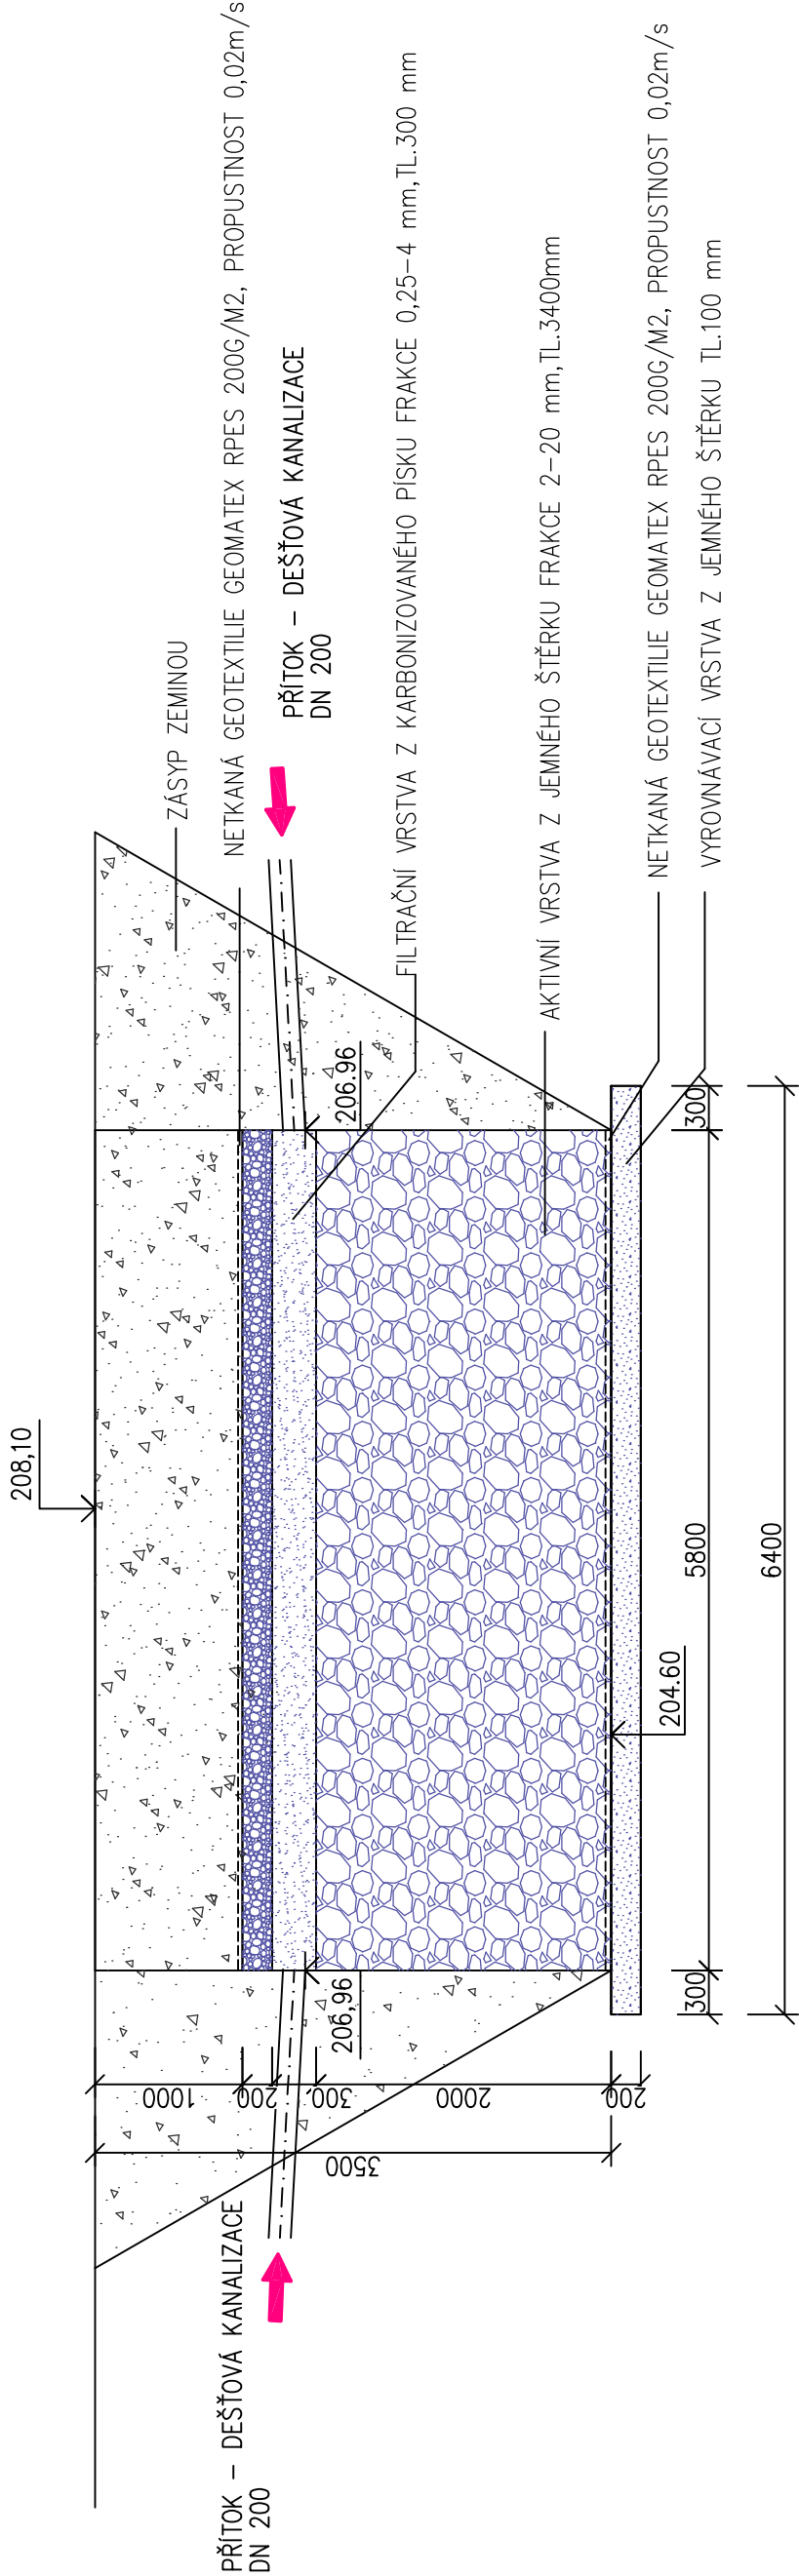 208,10
ZÁSYP ZEMINOU
NETKANÁ GEOTEXTILIE GEOMATEX RPES 200G/M2, PROPUSTNOST 0,02m/s
PŘÍTOK - DEŠŤOVÁ KANALIZACE
DN 200
FILTRAČNÍ VRSTVA Z KARBONIZOVANÉHO PÍSKU FRAKCE 0,25-4 mm,TL.300 mm
AKTIVNÍ VRSTVA Z JEMNÉHO ŠTĚRKU FRAKCE 2-20 mm,TL.3400mm
NETKANÁ GEOTEXTILIE GEOMATEX RPES 200G/M2, PROPUSTNOST 0,02m/s
VYROVNÁVACÍ VRSTVA Z JEMNÉHO ŠTĚRKU TL.100 mm
PŘÍTOK - DEŠŤOVÁ KANALIZACE
DN 200
1000
200
300
2000
200
3500
206,96
206.96
204.60
300
5800
300
6400